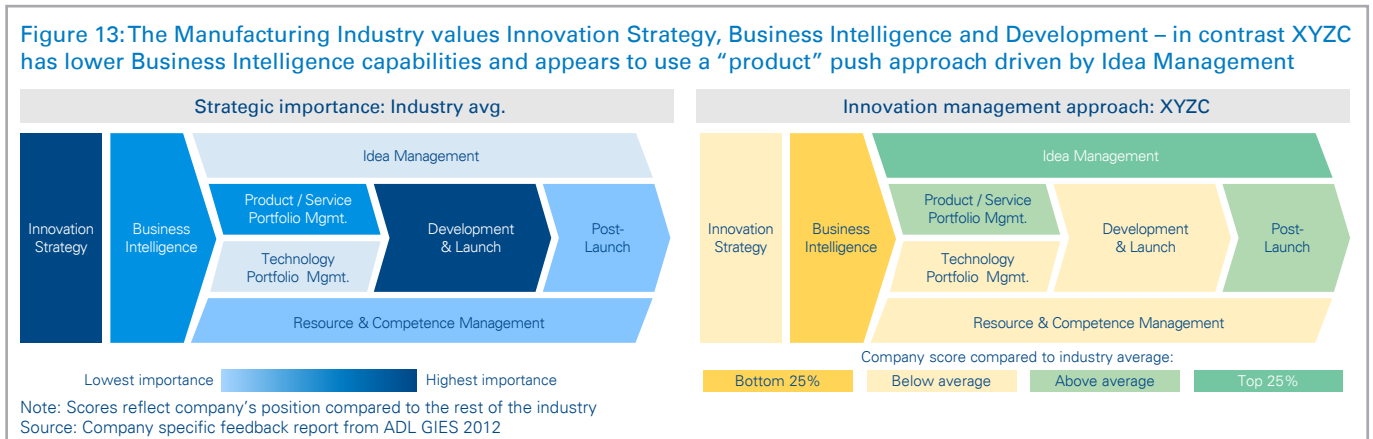 Figure 13: The Manufacturing Industry values Innovation Strategy, Business Intelligence and Development – in contrast XYZC
has lower Business Intelligence capabilities and appears to use a “product” push approach driven by Idea Management
Strategic importance: Industry avg.
Innovation
Strategy
Business
Intelligence
Idea Management
Product / Service
Portfolio Mgmt.
Technology
Portfolio Mgmt.
Development
& Launch
Post-
Launch
Resource & Competence Management
Lowest importance
Highest importance
Innovation management approach: XYZC
Innovation
Strategy
Business
Intelligence
Idea Management
Product / Service
Portfolio Mgmt.
Technology
Portfolio Mgmt.
Development
& Launch
Post-
Launch
Resource & Competence Management
Company score compared to industry average:
Bottom 25%
Below average
Above average
Top 25%
Note: Scores reflect company’s position compared to the rest of the industry
Source: Company specific feedback report from ADL GIES 2012